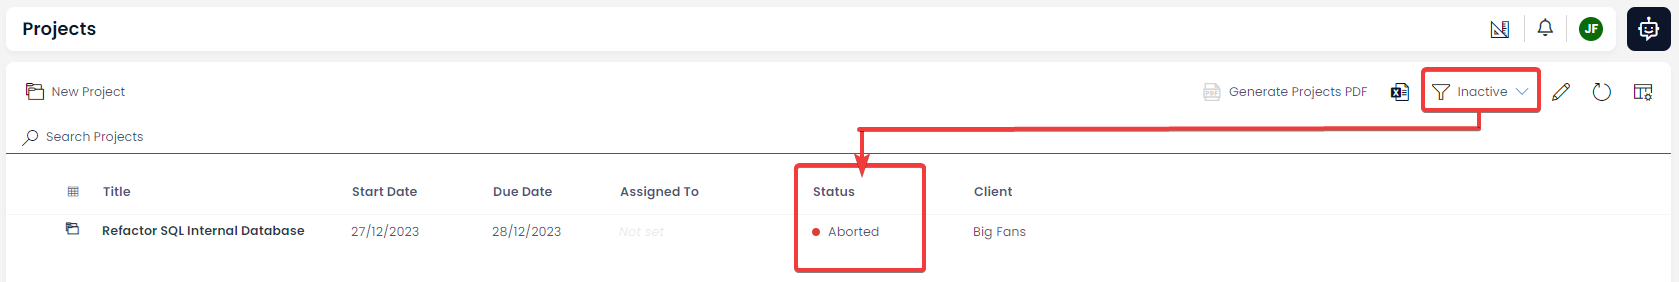 Projects
JF
New Project
PDF
Generate Projects PDF
X
Inactive
Search Projects
Title Start Date Due Date Assigned To Status Client
Refactor SQL Internal Database 27/12/2023 28/12/2023 Not set Aborted Big Fans